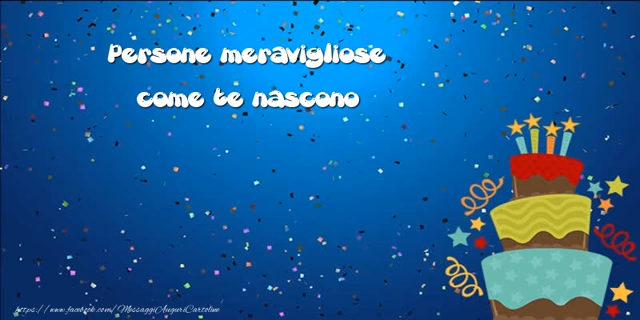 Persone meravigliose
come te nascono
https://www.facebook.com/MessaggiAuguriCartoline